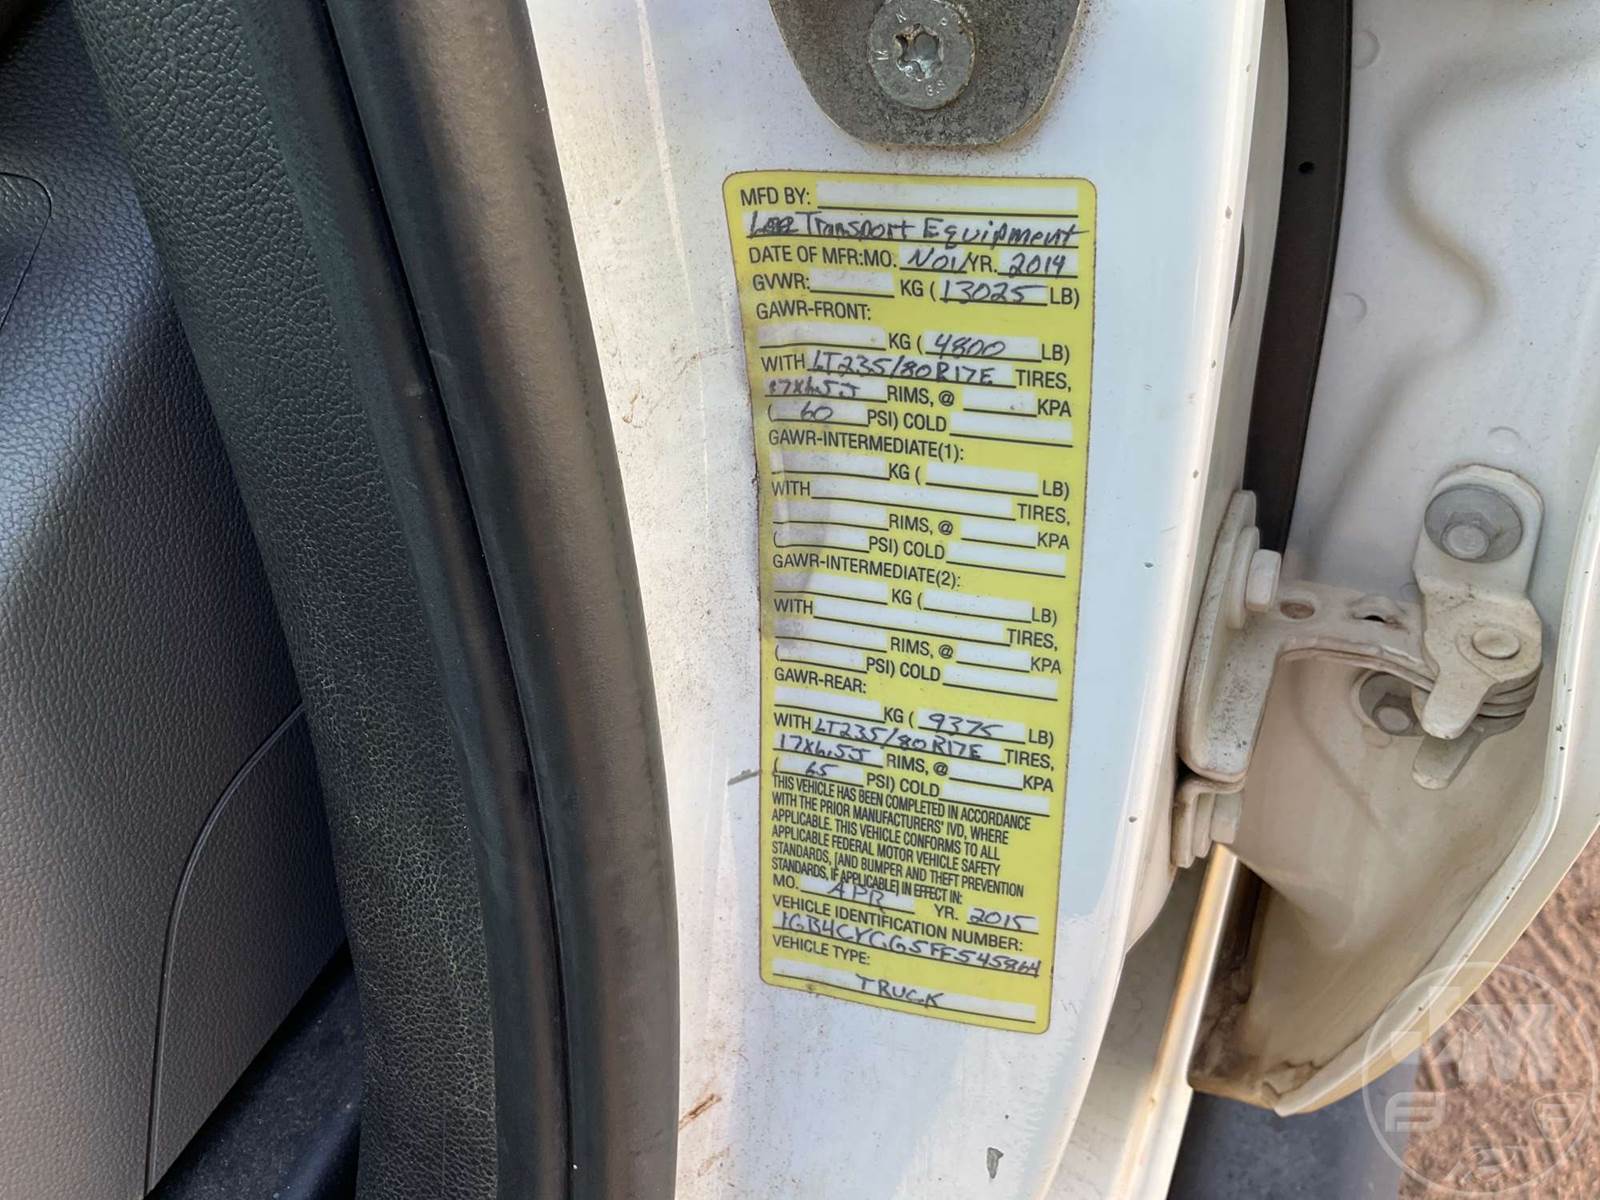 MFD BY:
Lee Transport Equipment
DATE OF MFR:MO. NOV YR. 2014
GVWR: KG ( 13025 LB)
GAWR-FRONT:
KG ( 4800 LB)
WITH LT235/80R17E TIRES,
17x6.5J RIMS, @ KPA
( 60 PSI) COLD
GAWR-INTERMEDIATE(1):
KG ( LB)
WITH TIRES,
RIMS, @ KPA
( PSI) COLD
GAWR-INTERMEDIATE(2):
KG ( LB)
WITH TIRES,
RIMS, @ KPA
( PSI) COLD
GAWR-REAR:
KG ( 9375 LB)
WITH LT235/80R17E TIRES,
17x6.5J RIMS, @ KPA
( 65 PSI) COLD
THIS VEHICLE HAS BEEN COMPLETED IN ACCORDANCE
WITH THE PRIOR MANUFACTURERS' IVD, WHERE
APPLICABLE. THIS VEHICLE CONFORMS TO ALL
APPLICABLE FEDERAL MOTOR VEHICLE SAFETY
STANDARDS, [AND BUMPER AND THEFT PREVENTION
STANDARDS, IF APPLICABLE] IN EFFECT IN:
MO. APR YR. 2015
VEHICLE IDENTIFICATION NUMBER:
1GB4CYCG5FF545864
VEHICLE TYPE:
TRUCK